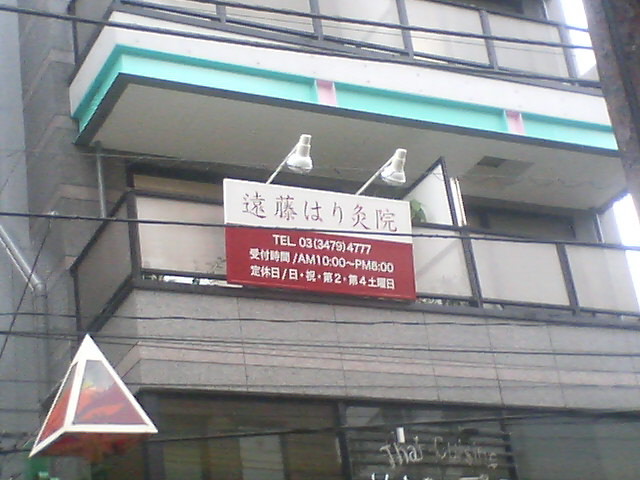 遠藤はり灸院
TEL 03(3479)4777
受付時間/AM10:00〜PM8:00
定休日/日・祝・第2・第4土曜日
Thai Cuisine